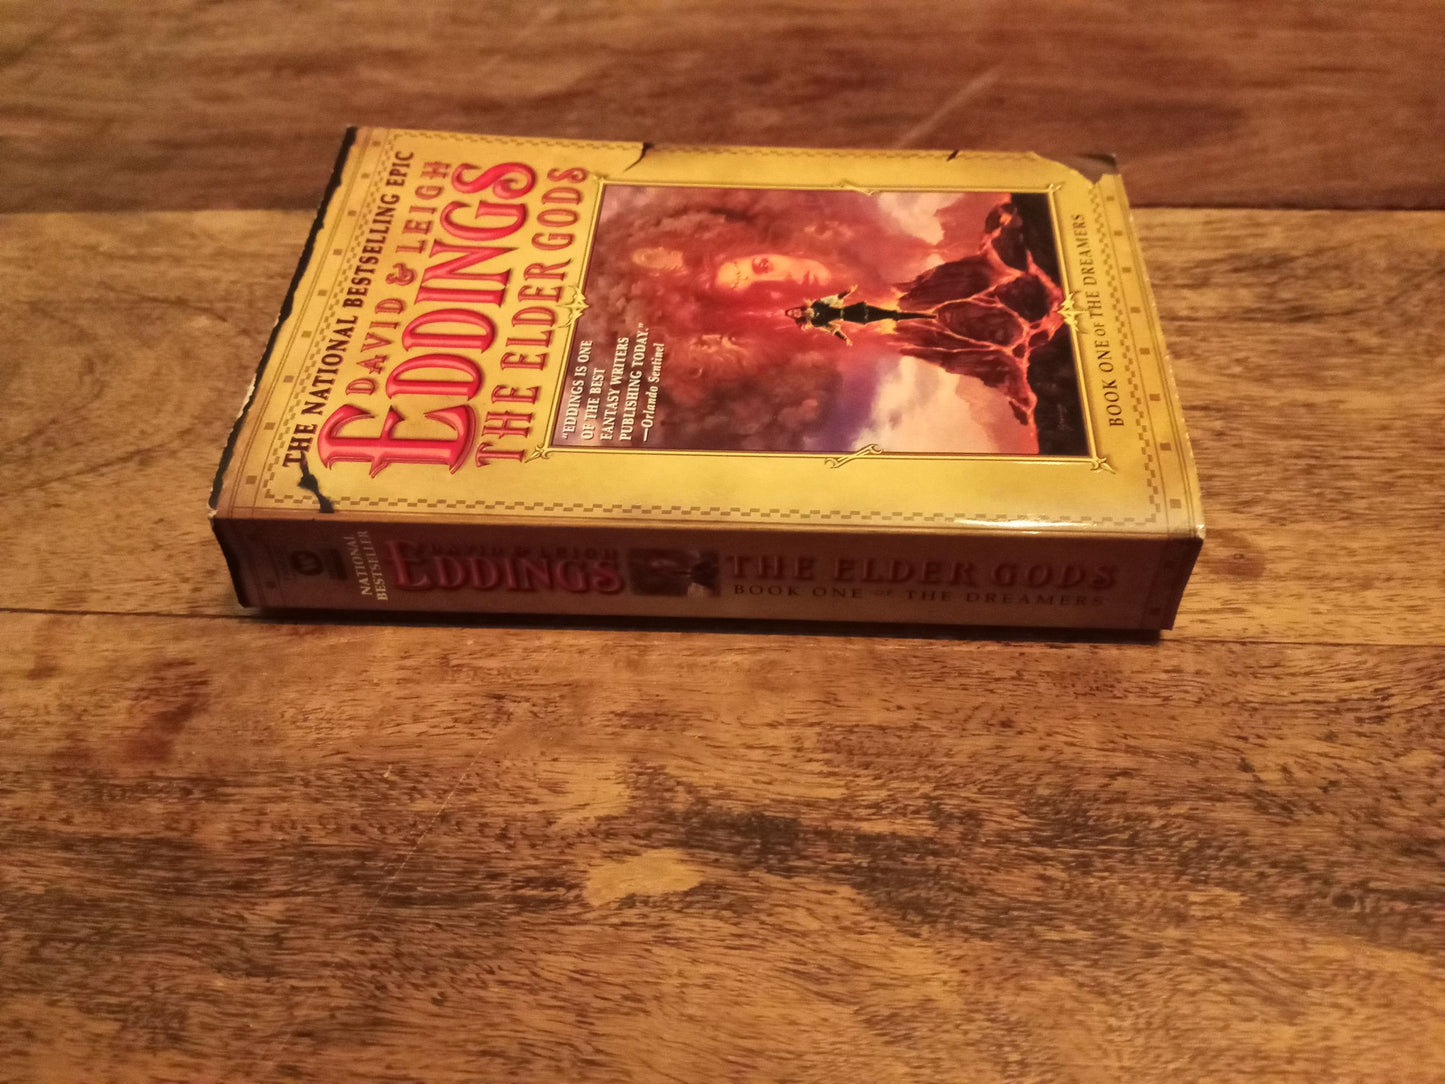 THE NATIONAL BESTSELLING EPIC
DAVID & LEIGH
EDDINGS
THE ELDER GODS
"EDDINGS IS ONE
OF THE BEST
FANTASY WRITERS
PUBLISHING TODAY."
—Orlando Sentinel
BOOK ONE OF THE DREAMERS
NATIONAL
BESTSELLER
DAVID & LEIGH
EDDINGS
THE ELDER GODS
BOOK ONE OF THE DREAMERS